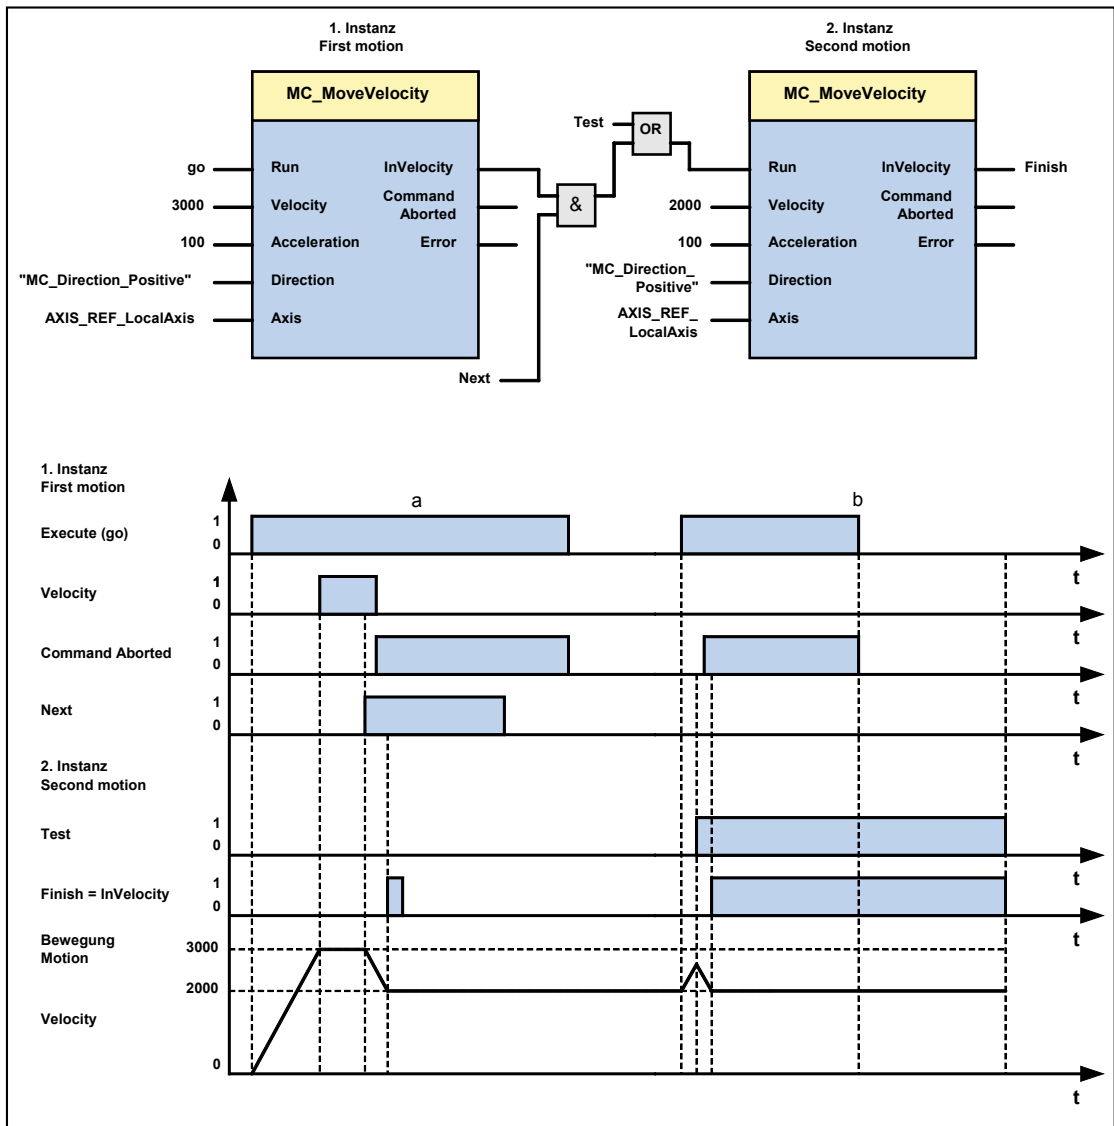 1. Instanz
First motion
2. Instanz
Second motion
MC_MoveVelocity
MC_MoveVelocity
Test
OR
go
Run
InVelocity
&
Run
InVelocity
Finish
3000
Velocity
Command
Aborted
2000
Velocity
Command
Aborted
100
Acceleration
Error
100
Acceleration
Error
"MC_Direction_Positive"
Direction
"MC_Direction_
Positive"
Direction
AXIS_REF_LocalAxis
Axis
AXIS_REF_
LocalAxis
Axis
Next
1. Instanz
First motion
a
b
Execute (go)
1
0
t
Velocity
1
0
t
Command Aborted
1
0
t
Next
1
0
t
2. Instanz
Second motion
Test
1
0
t
Finish = InVelocity
1
0
t
Bewegung
Motion
3000
2000
Velocity
0
t